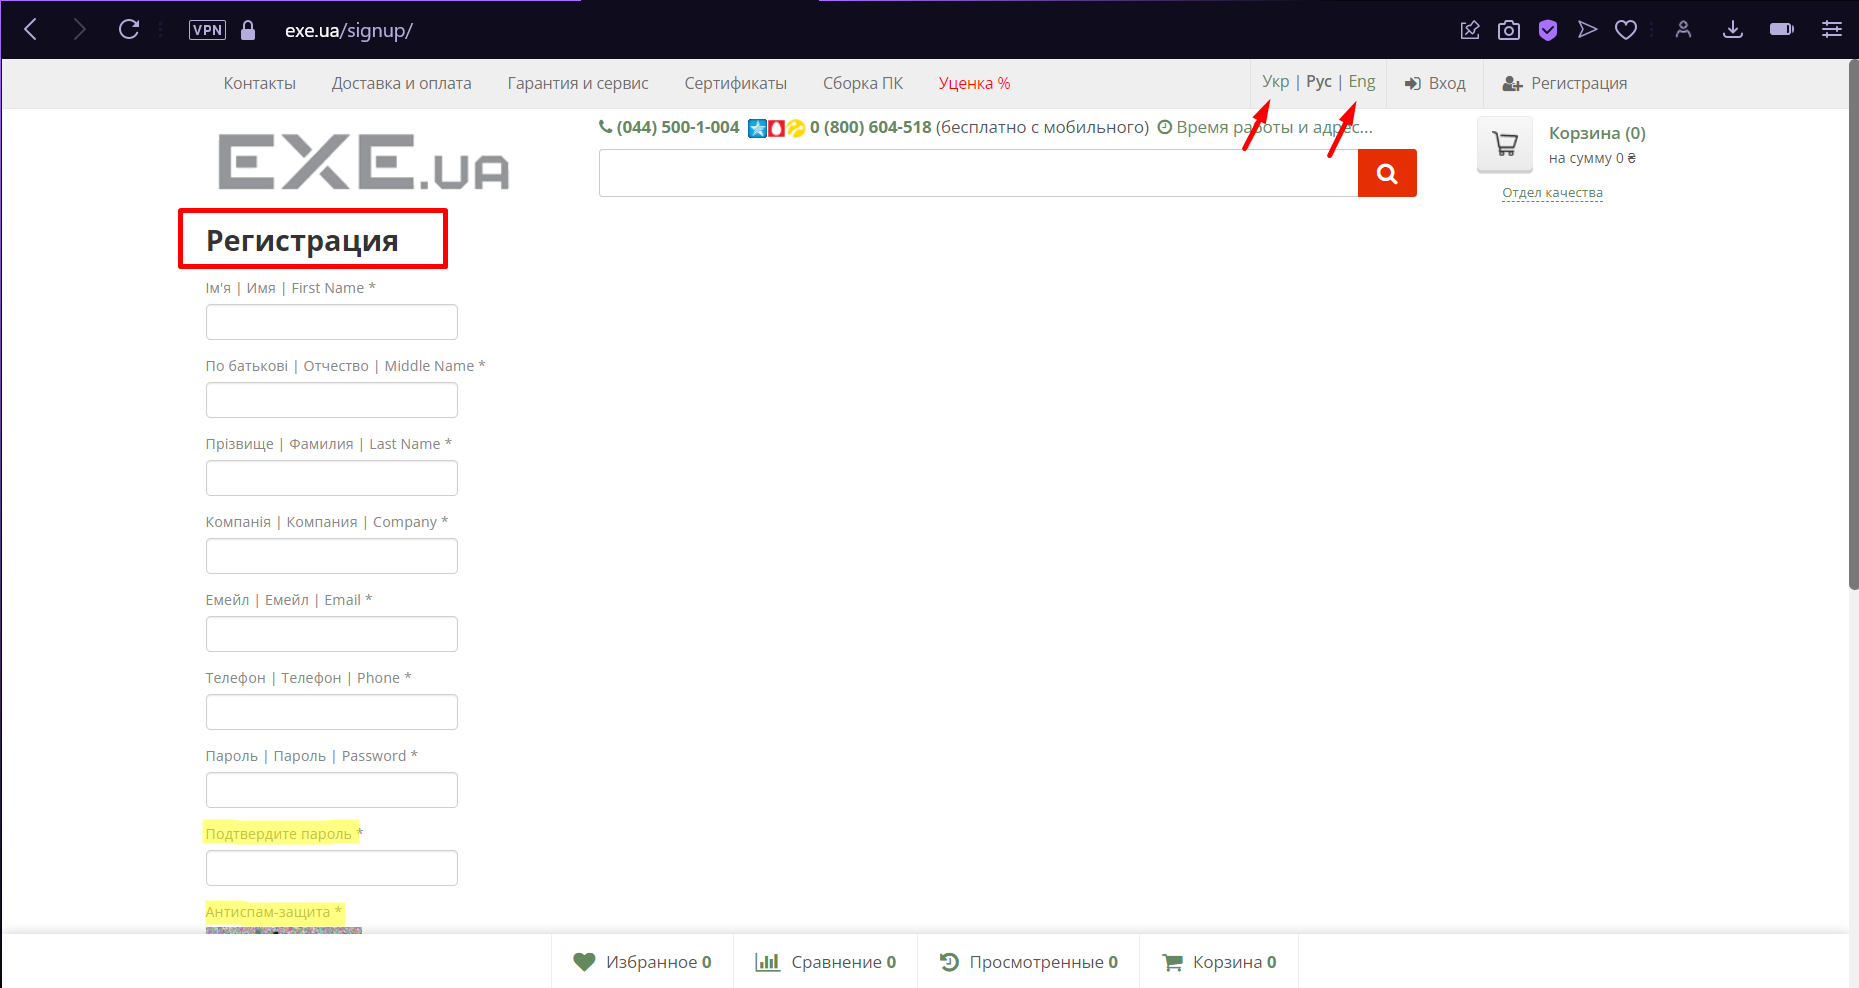 VPN exe.ua/signup/
Контакты Доставка и оплата Гарантия и сервис Сертификаты Сборка ПК Уценка % Укр | Рус | Eng Вход Регистрация
EXE.UA
(044) 500-1-004 0 (800) 604-518 (бесплатно с мобильного) Время работы и адрес...
Корзина (0)
на сумму 0 ₴
Отдел качества
Регистрация
Ім'я | Имя | First Name *
По батькові | Отчество | Middle Name *
Прізвище | Фамилия | Last Name *
Компанія | Компания | Company *
Емейл | Емейл | Email *
Телефон | Телефон | Phone *
Пароль | Пароль | Password *
Подтвердите пароль *
Антиспам-защита *
Избранное 0 Сравнение 0 Просмотренные 0 Корзина 0